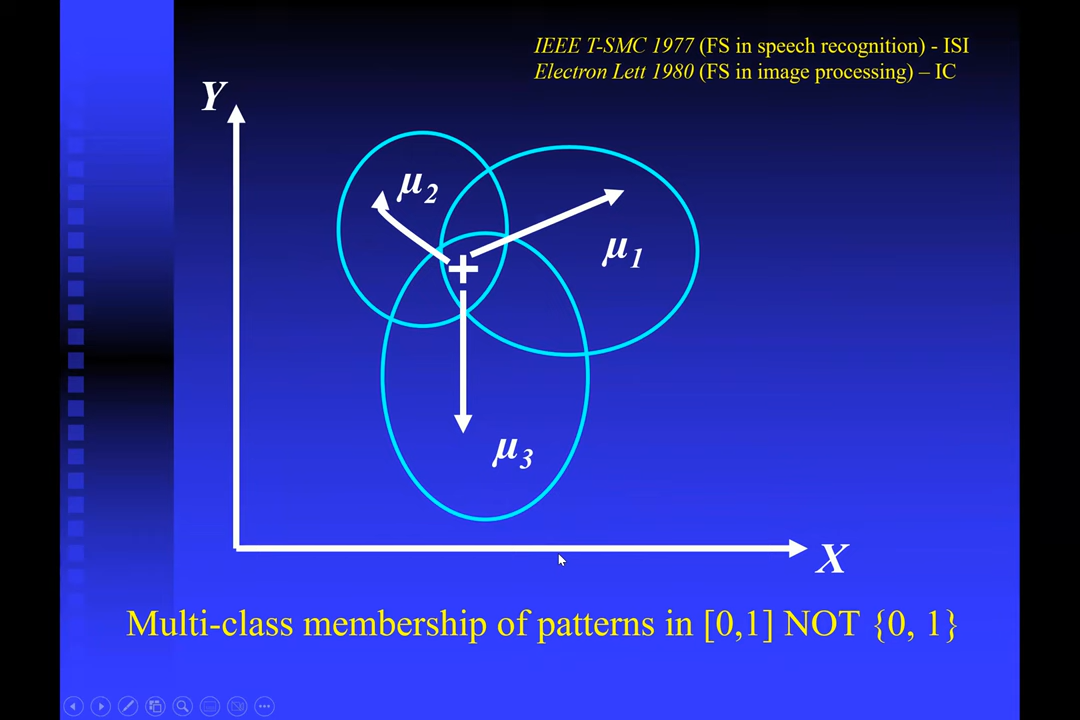 IEEE T-SMC 1977 (FS in speech recognition) - ISI
Electron Lett 1980 (FS in image processing) – IC
Y
μ2
μ1
μ3
X
Multi-class membership of patterns in [0,1] NOT {0, 1}